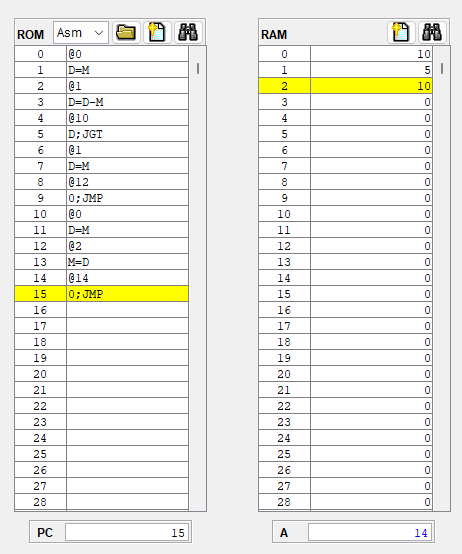 ROM Asm RAM
0 @0 0 10
1 D=M 1 5
2 @1 2 10
3 D=D-M 3 0
4 @10 4 0
5 D;JGT 5 0
6 @1 6 0
7 D=M 7 0
8 @12 8 0
9 0;JMP 9 0
10 @0 10 0
11 D=M 11 0
12 @2 12 0
13 M=D 13 0
14 @14 14 0
15 0;JMP 15 0
16 16 0
17 17 0
18 18 0
19 19 0
20 20 0
21 21 0
22 22 0
23 23 0
24 24 0
25 25 0
26 26 0
27 27 0
28 28 0
PC 15 A 14